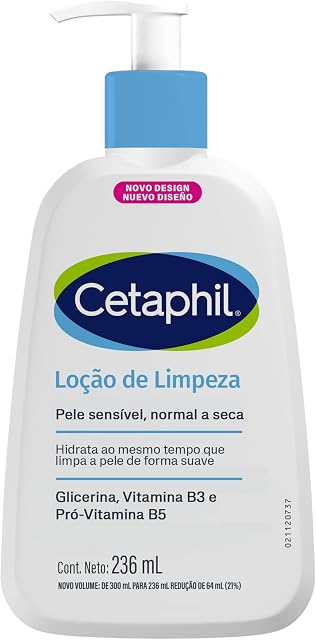 NOVO DESIGN
NUEVO DISEÑO
Cetaphil®
Loção de Limpeza
Pele sensível, normal a seca
Hidrata ao mesmo tempo que
limpa a pele de forma suave
Glicerina, Vitamina B3 e
Pró-Vitamina B5
021120737
Cont. Neto: 236 mL
NOVO VOLUME: DE 300 mL PARA 236 mL REDUÇÃO DE 64 mL (21%)